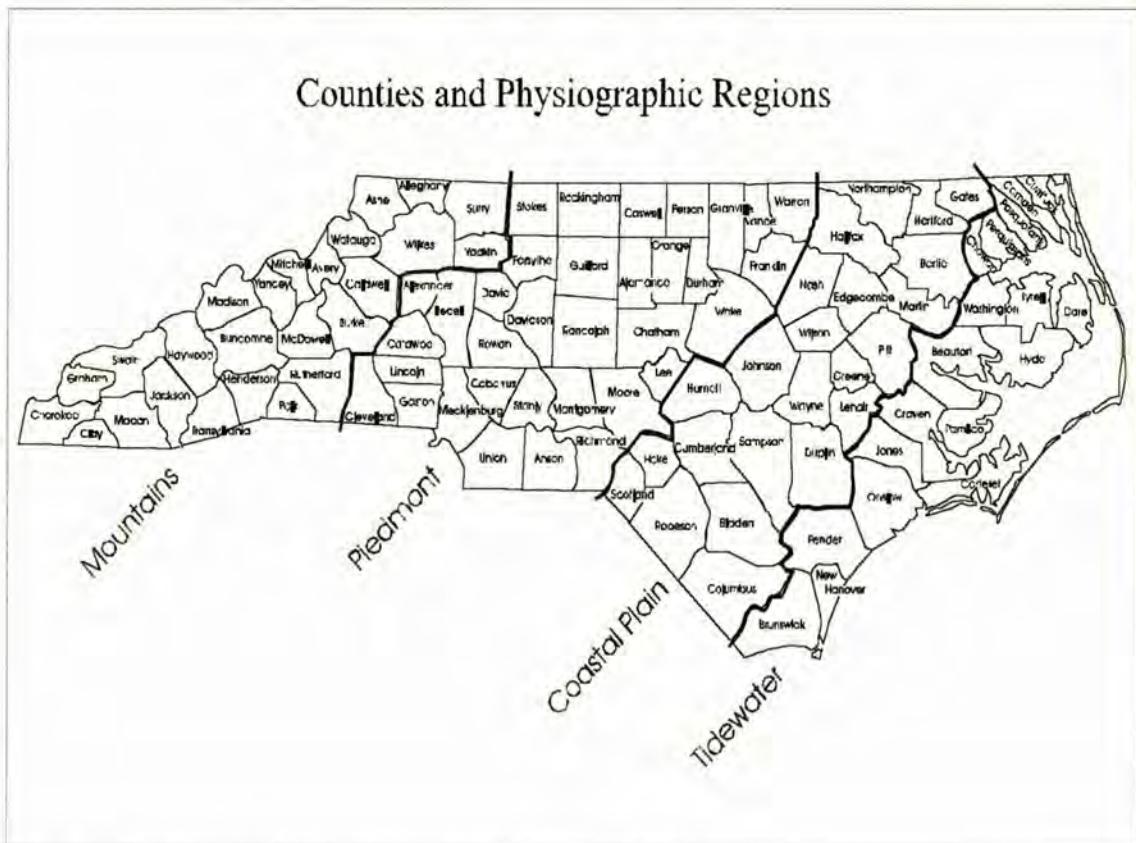 Counties and Physiographic Regions
Alleghany
Ashe
Surry
Stokes
Rockingham
Caswell
Person
Granville
Vance
Warren
Northampton
Gates
Camden
Hertford
Halifax
Watauga
Wilkes
Yadkin
Forsythe
Guilford
Orange
Alamance
Durham
Franklin
Nash
Bertie
Mitchell
Avery
Yancey
Caldwell
Alexander
Iredell
Davie
Davidson
Edgecombe
Martin
Washington
Tyrell
Dare
Madison
Burke
Buncombe
McDowell
Catawba
Rowan
Randolph
Chatham
Wake
Wilson
Pitt
Beaufort
Hyde
Swain
Haywood
Graham
Jackson
Henderson
Rutherford
Polk
Lincoln
Gaston
Cleveland
Cabarrus
Mecklenburg
Stanly
Montgomery
Moore
Lee
Harnett
Johnson
Greene
Wayne
Lenoir
Craven
Pamlico
Cherokee
Clay
Macon
Transylvania
Union
Anson
Richmond
Hoke
Scotland
Cumberland
Sampson
Duplin
Jones
Carteret
Onslow
Robeson
Bladen
Pender
Columbus
New
Hanover
Brunswick
Mountains
Piedmont
Coastal Plain
Tidewater